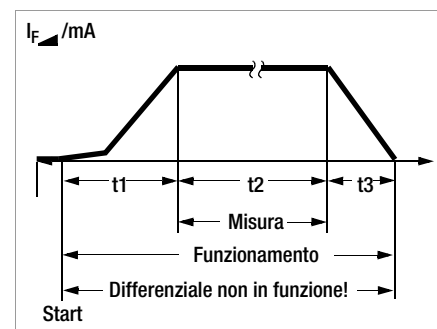 I_F /mA
t1 t2 t3
Misura
Funzionamento
Differenziale non in funzione!
Start